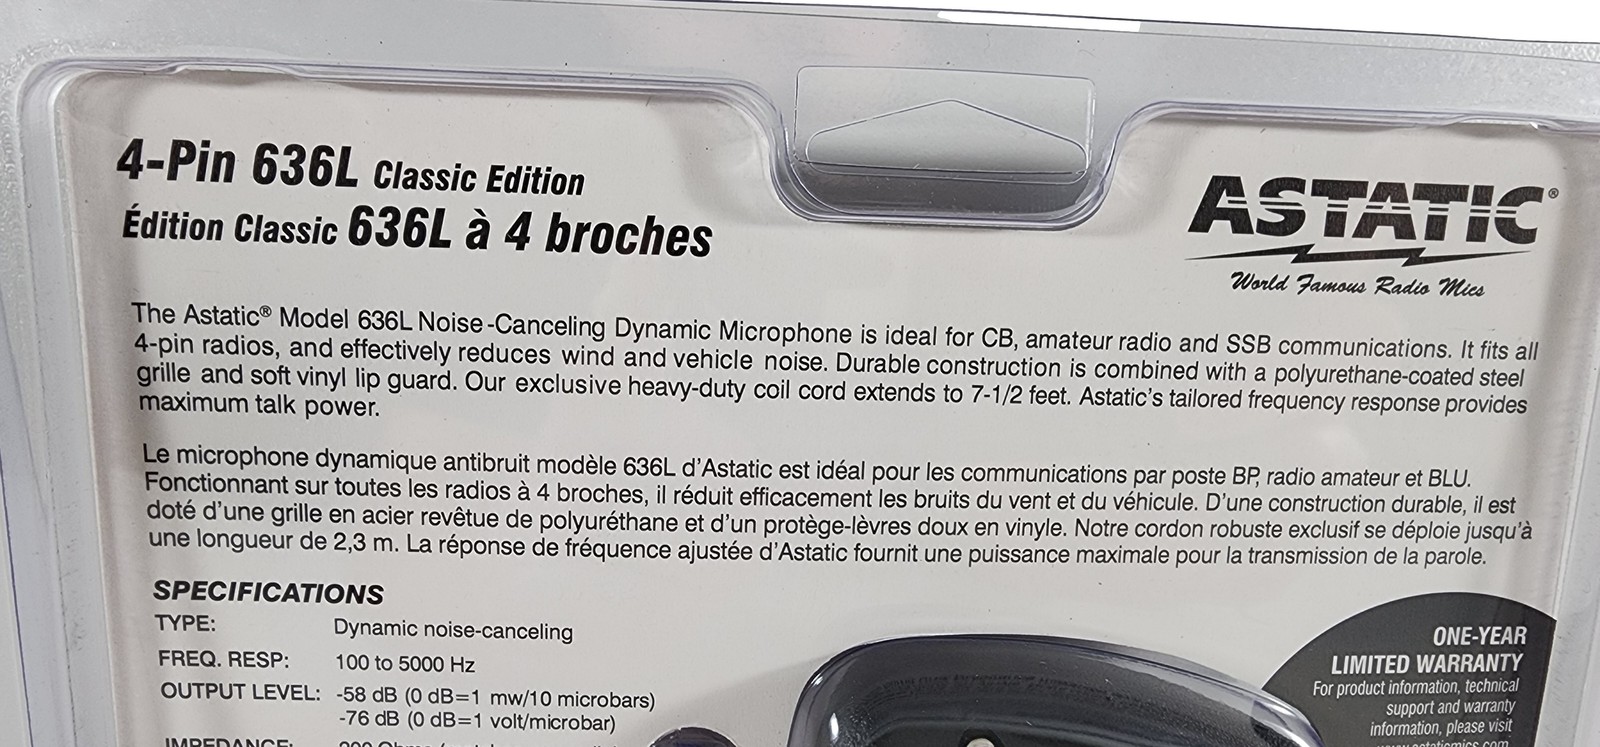 4-Pin 636L Classic Edition
Édition Classic 636L à 4 broches
ASTATIC®
World Famous Radio Mics
The Astatic® Model 636L Noise-Canceling Dynamic Microphone is ideal for CB, amateur radio and SSB communications. It fits all
4-pin radios, and effectively reduces wind and vehicle noise. Durable construction is combined with a polyurethane-coated steel
grille and soft vinyl lip guard. Our exclusive heavy-duty coil cord extends to 7-1/2 feet. Astatic's tailored frequency response provides
maximum talk power.
Le microphone dynamique antibruit modèle 636L d'Astatic est idéal pour les communications par poste BP, radio amateur et BLU.
Fonctionnant sur toutes les radios à 4 broches, il réduit efficacement les bruits du vent et du véhicule. D'une construction durable, il est
doté d'une grille en acier revêtue de polyuréthane et d'un protège-lèvres doux en vinyle. Notre cordon robuste exclusif se déploie jusqu'à
une longueur de 2,3 m. La réponse de fréquence ajustée d'Astatic fournit une puissance maximale pour la transmission de la parole.
SPECIFICATIONS
TYPE: Dynamic noise-canceling
FREQ. RESP: 100 to 5000 Hz
OUTPUT LEVEL: -58 dB (0 dB=1 mw/10 microbars)
-76 dB (0 dB=1 volt/microbar)
IMPEDANCE:
ONE-YEAR
LIMITED WARRANTY
For product information, technical
support and warranty
information, please visit